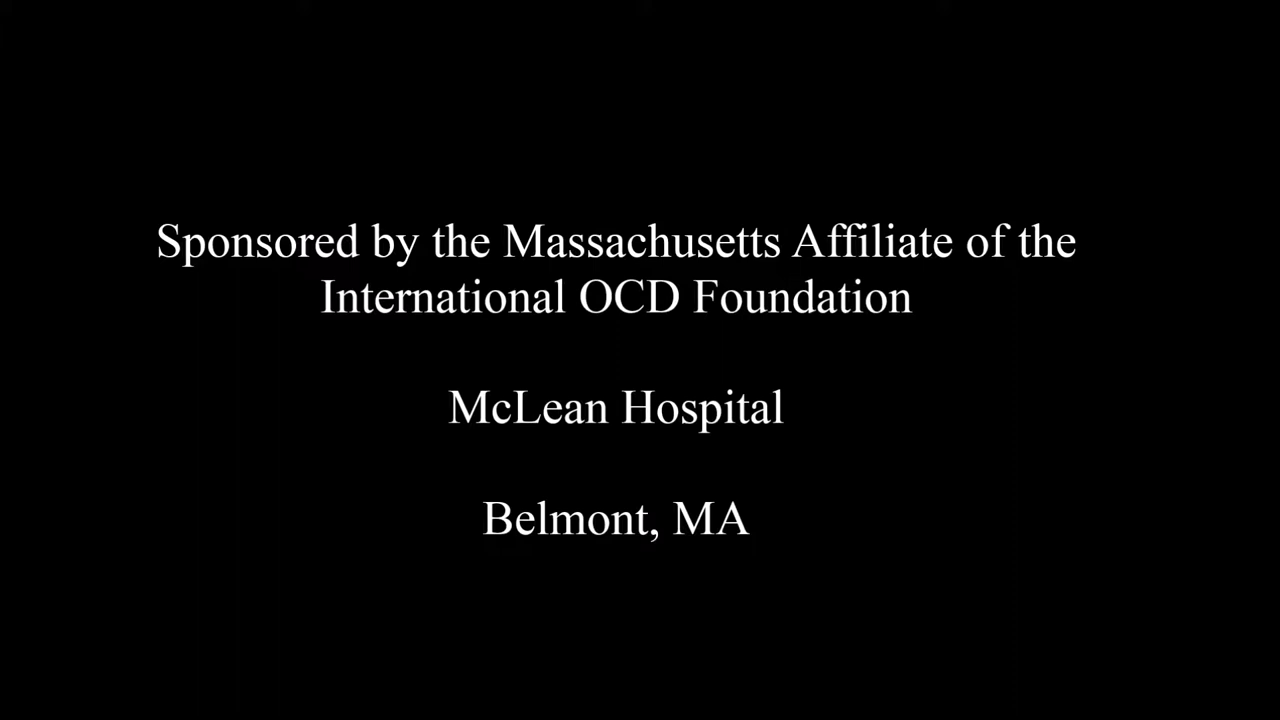 Sponsored by the Massachusetts Affiliate of the
International OCD Foundation
McLean Hospital
Belmont, MA